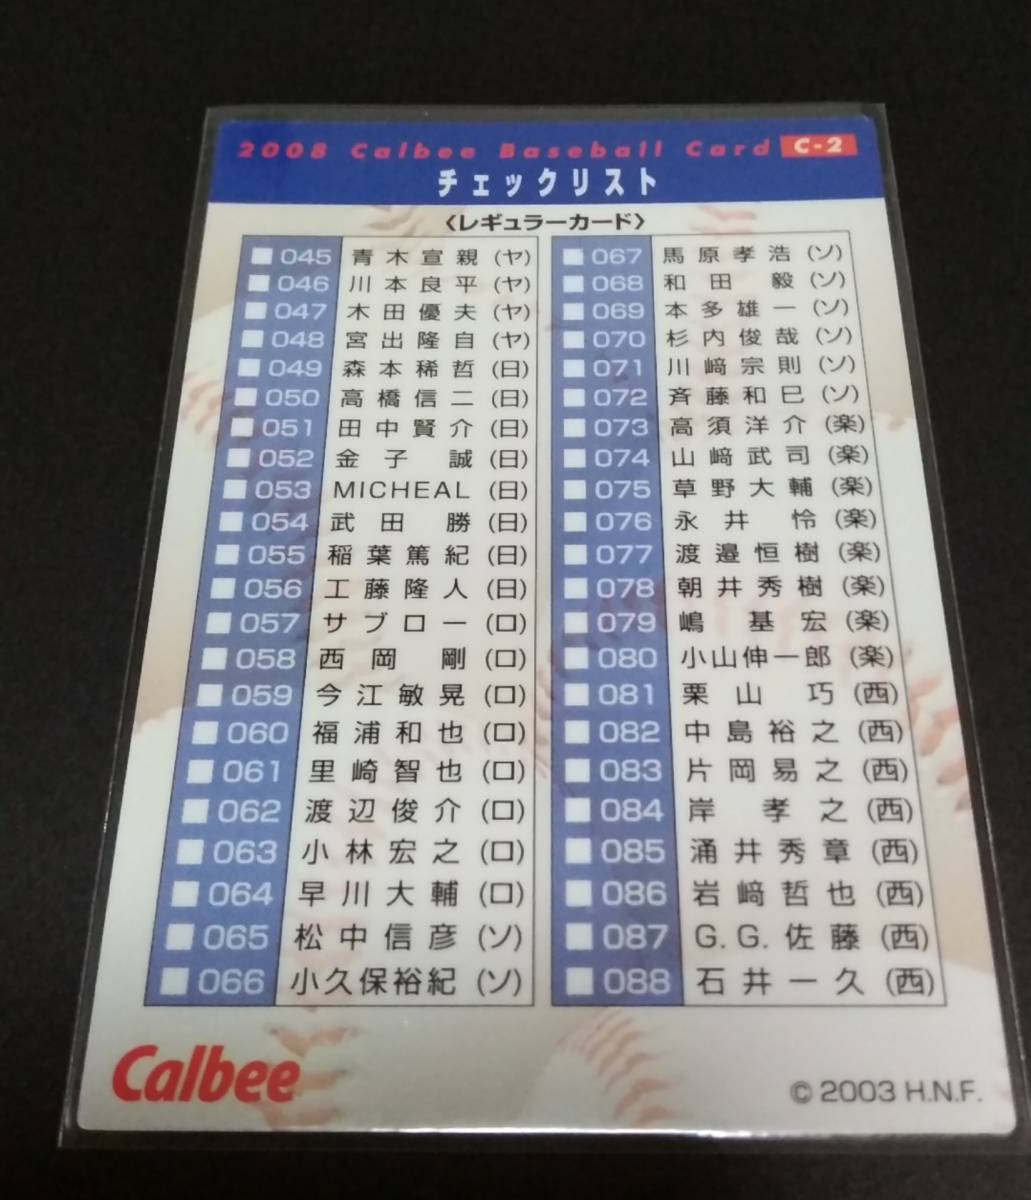 2008 Calbee Baseball Card C-2
チェックリスト
〈レギュラーカード〉
045 青木宣親 (ヤ)
046 川本良平 (ヤ)
047 木田優夫 (ヤ)
048 宮出隆自 (ヤ)
049 森本稀哲 (日)
050 高橋信二 (日)
051 田中賢介 (日)
052 金子誠 (日)
053 MICHEAL (日)
054 武田勝 (日)
055 稲葉篤紀 (日)
056 工藤隆人 (日)
057 サブロー (ロ)
058 西岡剛 (ロ)
059 今江敏晃 (ロ)
060 福浦和也 (ロ)
061 里崎智也 (ロ)
062 渡辺俊介 (ロ)
063 小林宏之 (ロ)
064 早川大輔 (ロ)
065 松中信彦 (ソ)
066 小久保裕紀 (ソ)
067 馬原孝浩 (ソ)
068 和田毅 (ソ)
069 本多雄一 (ソ)
070 杉内俊哉 (ソ)
071 川﨑宗則 (ソ)
072 斉藤和巳 (ソ)
073 高須洋介 (楽)
074 山﨑武司 (楽)
075 草野大輔 (楽)
076 永井怜 (楽)
077 渡邉恒樹 (楽)
078 朝井秀樹 (楽)
079 嶋基宏 (楽)
080 小山伸一郎 (楽)
081 栗山巧 (西)
082 中島裕之 (西)
083 片岡易之 (西)
084 岸孝之 (西)
085 涌井秀章 (西)
086 岩﨑哲也 (西)
087 G.G.佐藤 (西)
088 石井一久 (西)
Calbee
© 2003 H.N.F.